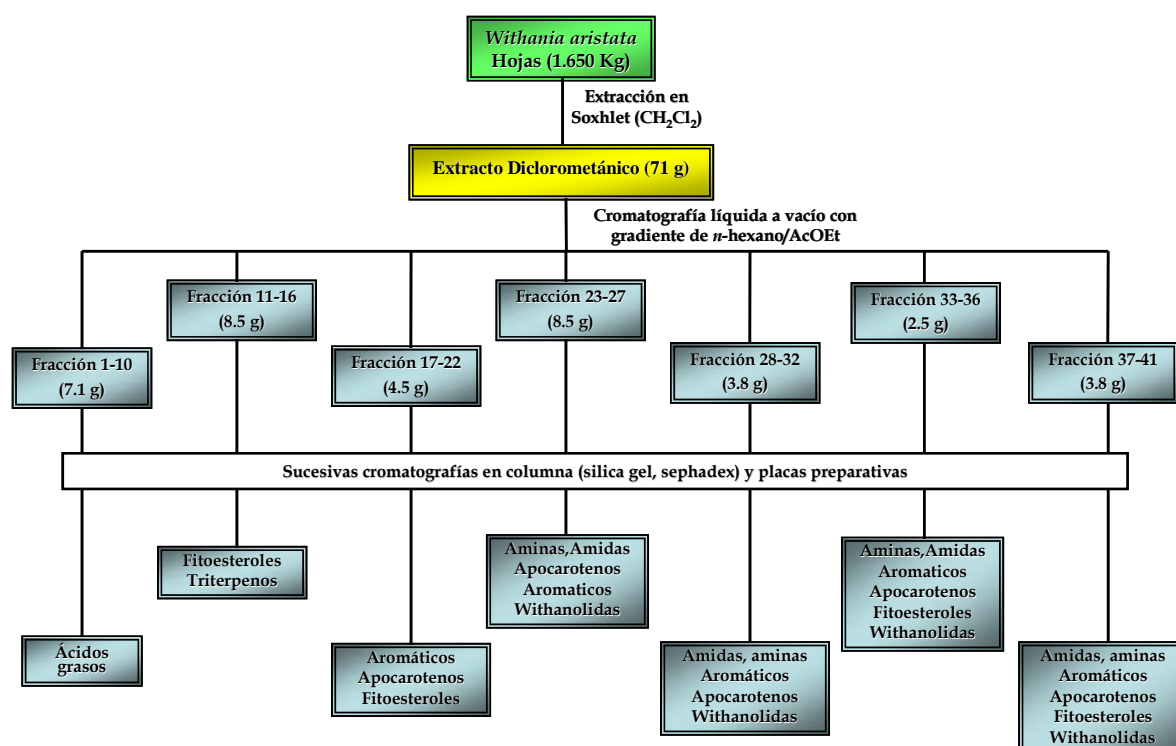 Withania aristata
Hojas (1.650 Kg)
Extracción en
Soxhlet (CH₂Cl₂)
Extracto Diclorometánico (71 g)
Cromatografía líquida a vacío con
gradiente de n-hexano/AcOEt
Fracción 1-10
(7.1 g)
Fracción 11-16
(8.5 g)
Fracción 17-22
(4.5 g)
Fracción 23-27
(8.5 g)
Fracción 28-32
(3.8 g)
Fracción 33-36
(2.5 g)
Fracción 37-41
(3.8 g)
Sucesivas cromatografías en columna (silica gel, sephadex) y placas preparativas
Ácidos
grasos
Fitoesteroles
Triterpenos
Aromáticos
Apocarotenos
Fitoesteroles
Aminas,Amidas
Apocarotenos
Aromaticos
Withanolidas
Amidas, aminas
Aromáticos
Apocarotenos
Withanolidas
Aminas,Amidas
Aromaticos
Apocarotenos
Fitoesteroles
Withanolidas
Amidas, aminas
Aromáticos
Apocarotenos
Fitoesteroles
Withanolidas